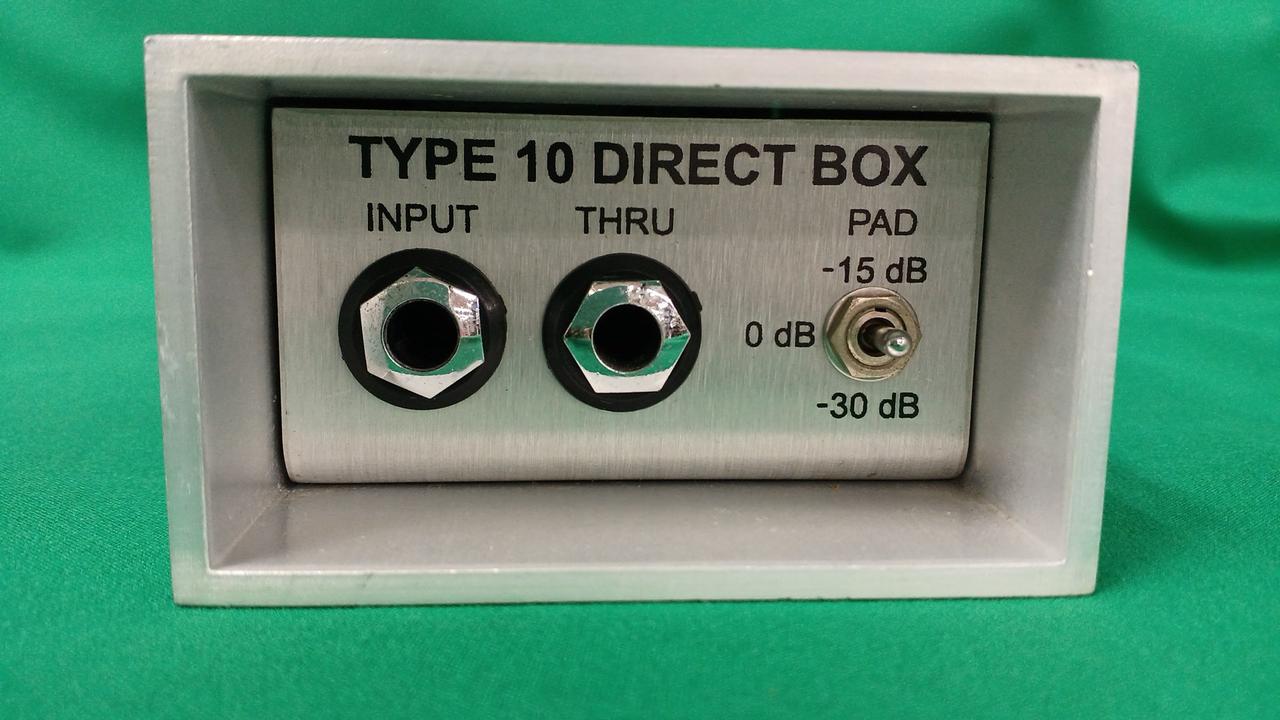 TYPE 10 DIRECT BOX
INPUT THRU PAD
-15 dB
0 dB
-30 dB